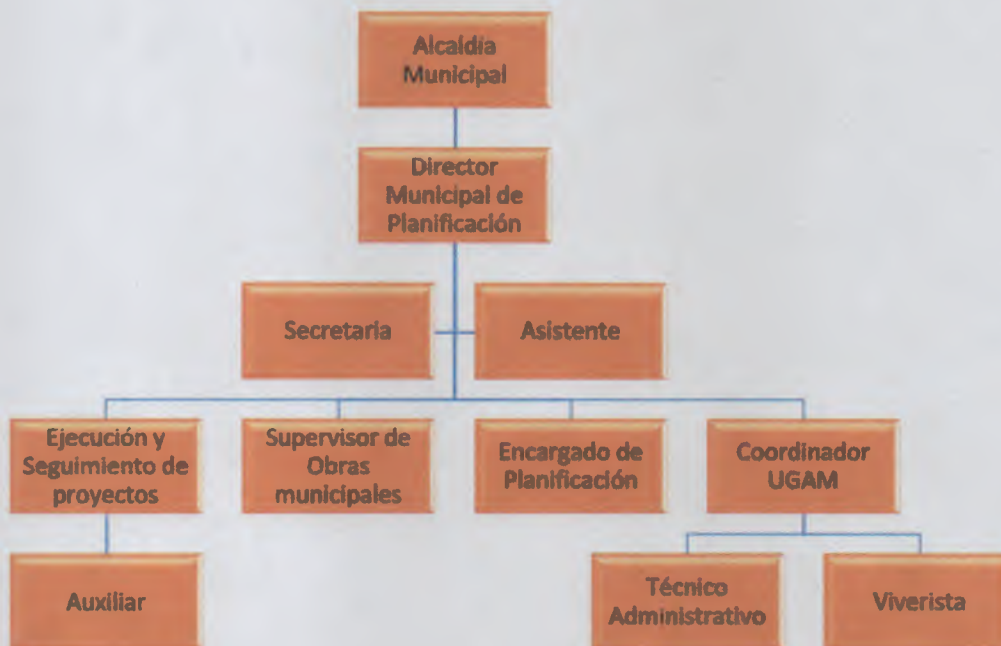 Alcaldía
Municipal
Director
Municipal de
Planificación
Secretaria
Asistente
Ejecución y
Seguimiento de
proyectos
Supervisor de
Obras
municipales
Encargado de
Planificación
Coordinador
UGAM
Auxiliar
Técnico
Administrativo
Viverista